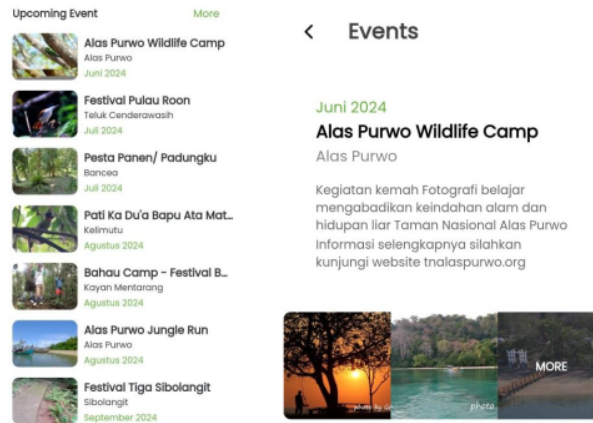 Upcoming Event
More
Alas Purwo Wildlife Camp
Alas Purwo
Juni 2024
Festival Pulau Roon
Teluk Cenderawasih
Juli 2024
Pesta Panen/ Padungku
Bancea
Juli 2024
Pati Ka Du'a Bapu Ata Mat...
Kelimutu
Agustus 2024
Bahau Camp - Festival B...
Kayan Mentarang
Agustus 2024
Alas Purwo Jungle Run
Alas Purwo
Agustus 2024
Festival Tiga Sibolangit
Sibolangit
September 2024
Events
Juni 2024
Alas Purwo Wildlife Camp
Alas Purwo
Kegiatan kemah Fotografi belajar
mengabadikan keindahan alam dan
hidupan liar Taman Nasional Alas Purwo
Informasi selengkapnya silahkan
kunjungi website tnalaspurwo.org
photo by
photo
MORE